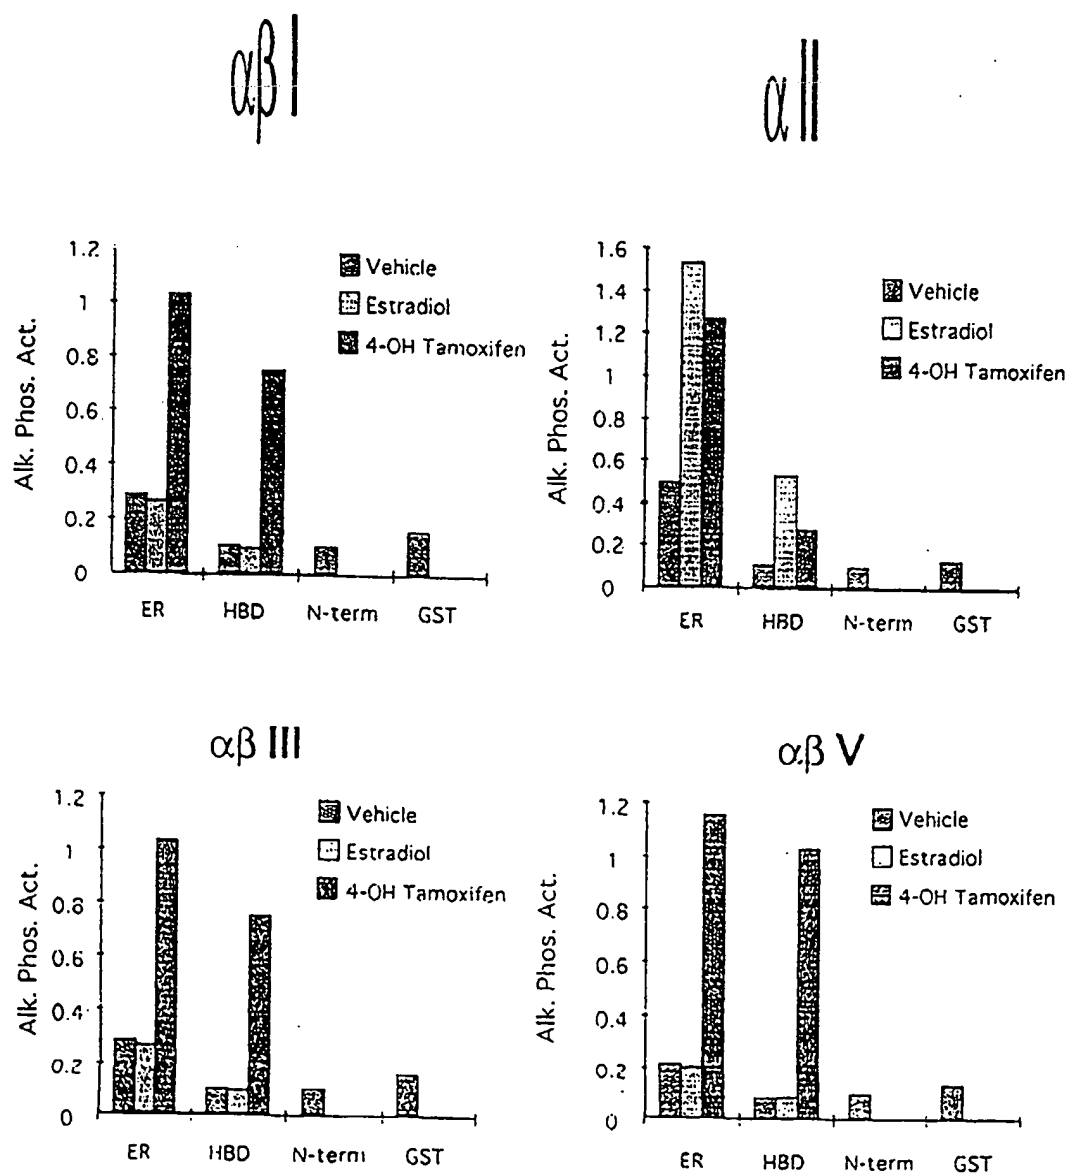 αβ I
1.2
1
0.8
0.6
0.4
0.2
0
Alk. Phos. Act.
Vehicle
Estradiol
4-OH Tamoxifen
ER HBD N-term GST
α II
1.6
1.4
1.2
1
0.8
0.6
0.4
0.2
0
Alk. Phos. Act.
Vehicle
Estradiol
4-OH Tamoxifen
ER HBD N-term GST
αβ III
1.2
1
0.8
0.6
0.4
0.2
0
Alk. Phos. Act.
Vehicle
Estradiol
4-OH Tamoxifen
ER HBD N-term GST
αβ V
1.2
1
0.8
0.6
0.4
0.2
0
Alk. Phos. Act.
Vehicle
Estradiol
4-OH Tamoxifen
ER HBD N-term GST